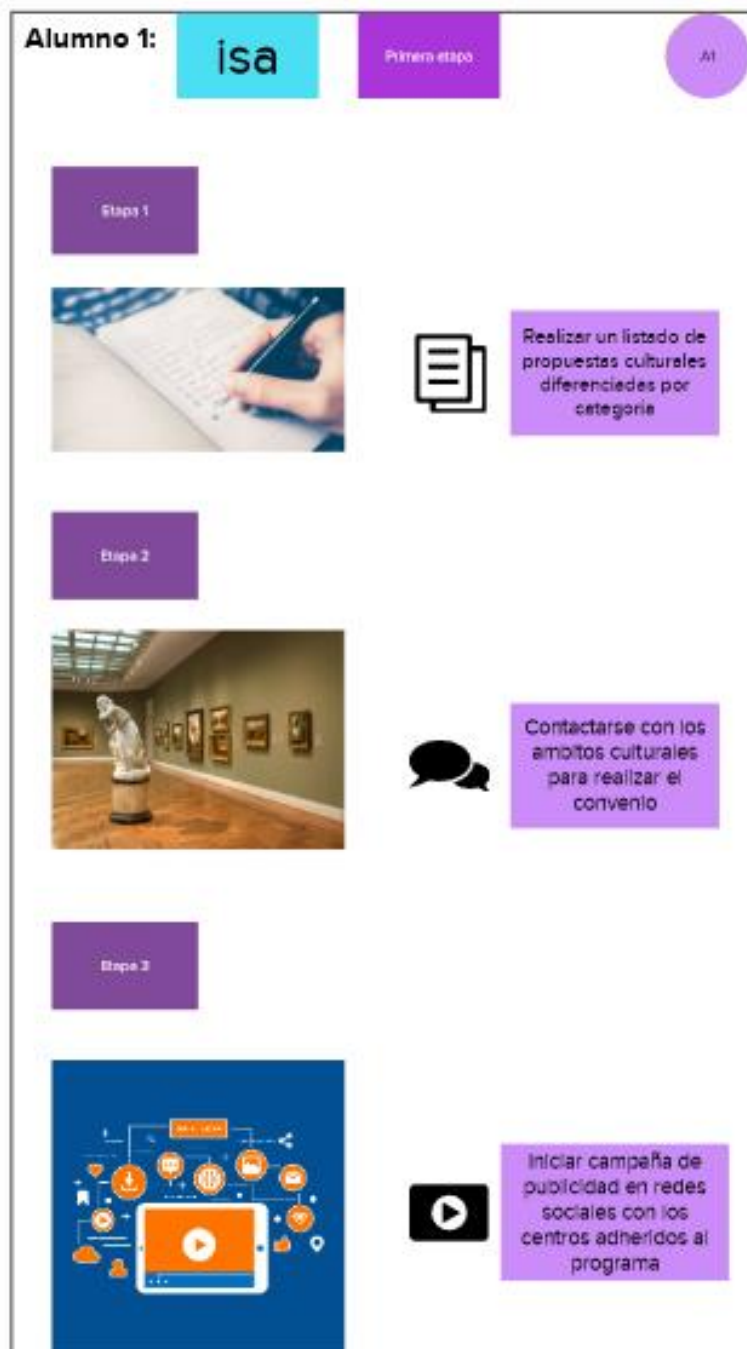 Alumno 1:
isa
Primera etapa
A1
Etapa 1
Realizar un listado de
propuestas culturales
diferenciadas por
categoria
Etapa 2
Contactarse con los
ambitos culturales
para realizar el
convenio
Etapa 3
Iniciar campaña de
publicidad en redes
sociales con los
centros adheridos al
programa